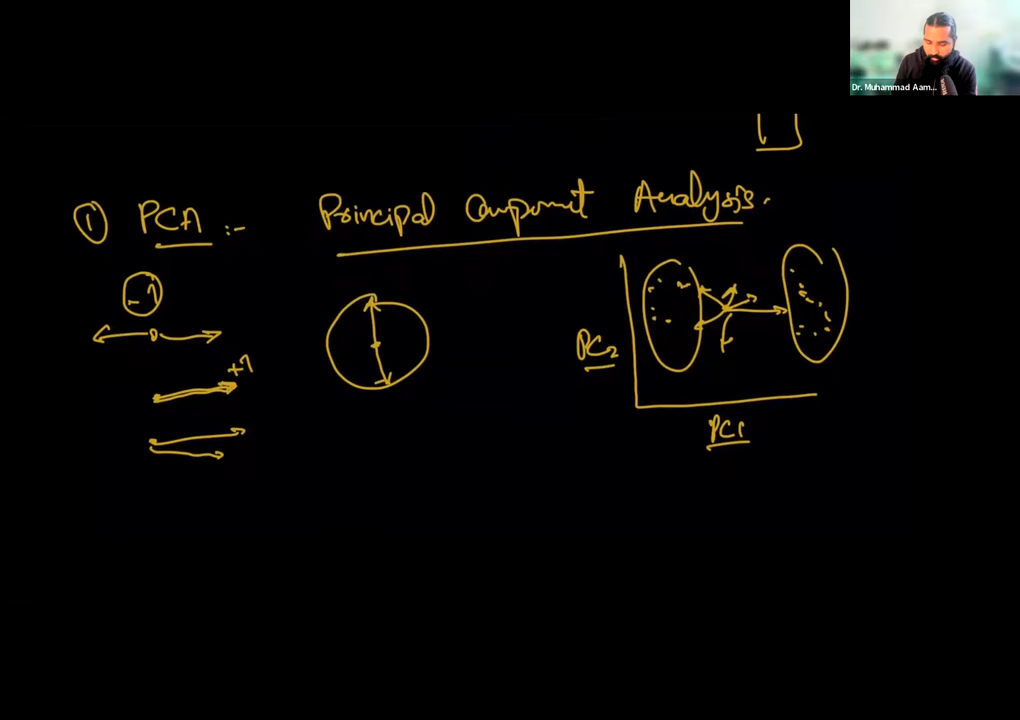 Dr. Muhammad Aam...
① PCA :- Principal Component Analysis.
-1
+1
PC2
PC1